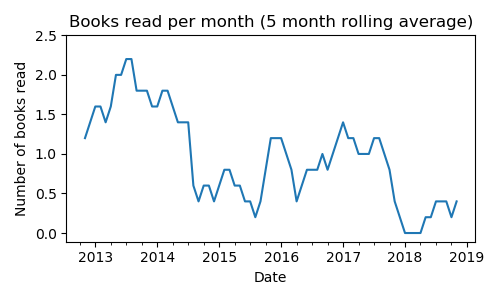 Books read per month (5 month rolling average)
2.5
2.0
1.5
1.0
0.5
0.0
Number of books read
2013 2014 2015 2016 2017 2018 2019
Date